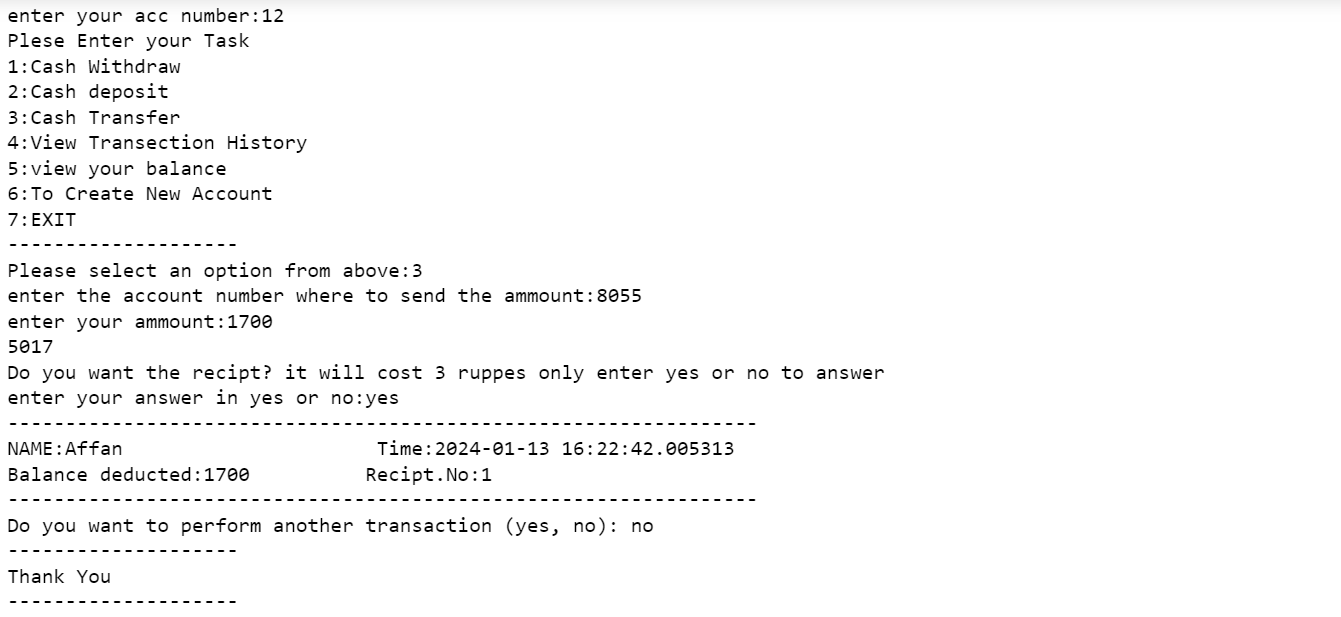 enter your acc number:12
Plese Enter your Task
1:Cash Withdraw
2:Cash deposit
3:Cash Transfer
4:View Transection History
5:view your balance
6:To Create New Account
7:EXIT
--------------------
Please select an option from above:3
enter the account number where to send the ammount:8055
enter your ammount:1700
5017
Do you want the recipt? it will cost 3 ruppes only enter yes or no to answer
enter your answer in yes or no:yes
-----------------------------------------------------------------
NAME:Affan                      Time:2024-01-13 16:22:42.005313
Balance deducted:1700          Recipt.No:1
-----------------------------------------------------------------
Do you want to perform another transaction (yes, no): no
--------------------
Thank You
--------------------